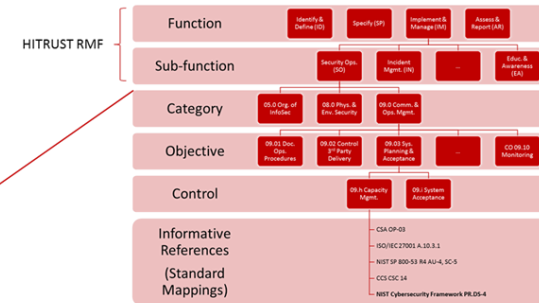 HITRUST RMF
Function
Identify &
Define (ID)
Specify (SP)
Implement &
Manage (IM)
Assess &
Report (AR)
Sub-function
Security Ops.
(SO)
Incident
Mgmt. (IN)
...
Educ. &
Awareness
(EA)
Category
05.0 Org. of
InfoSec
08.0 Phys. &
Env. Security
09.0 Comm. &
Ops. Mgmt.
Objective
09.01 Doc.
Ops.
Procedures
09.02 Control
3rd Party
Delivery
09.03 Sys.
Planning &
Acceptance
...
CO 09.10
Monitoring
Control
09.h Capacity
Mgmt.
09.i System
Acceptance
Informative
References
(Standard
Mappings)
CSA OP-03
ISO/IEC 27001 A.10.3.1
NIST SP 800-53 R4 AU-4, SC-5
CCS CSC 14
NIST Cybersecurity Framework PR.DS-4